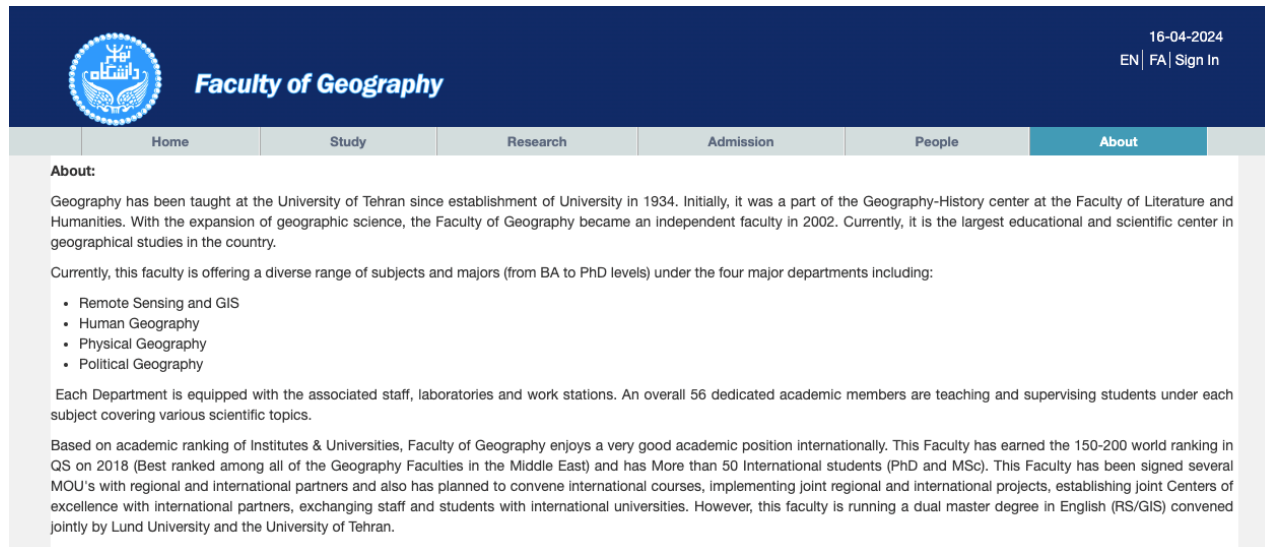 16-04-2024
EN FA Sign In
تهران
دانشگاه
Faculty of Geography
Home Study Research Admission People About
About:
Geography has been taught at the University of Tehran since establishment of University in 1934. Initially, it was a part of the Geography-History center at the Faculty of Literature and
Humanities. With the expansion of geographic science, the Faculty of Geography became an independent faculty in 2002. Currently, it is the largest educational and scientific center in
geographical studies in the country.
Currently, this faculty is offering a diverse range of subjects and majors (from BA to PhD levels) under the four major departments including:
• Remote Sensing and GIS
• Human Geography
• Physical Geography
• Political Geography
Each Department is equipped with the associated staff, laboratories and work stations. An overall 56 dedicated academic members are teaching and supervising students under each
subject covering various scientific topics.
Based on academic ranking of Institutes & Universities, Faculty of Geography enjoys a very good academic position internationally. This Faculty has earned the 150-200 world ranking in
QS on 2018 (Best ranked among all of the Geography Faculties in the Middle East) and has More than 50 International students (PhD and MSc). This Faculty has been signed several
MOU's with regional and international partners and also has planned to convene international courses, implementing joint regional and international projects, establishing joint Centers of
excellence with international partners, exchanging staff and students with international universities. However, this faculty is running a dual master degree in English (RS/GIS) convened
jointly by Lund University and the University of Tehran.